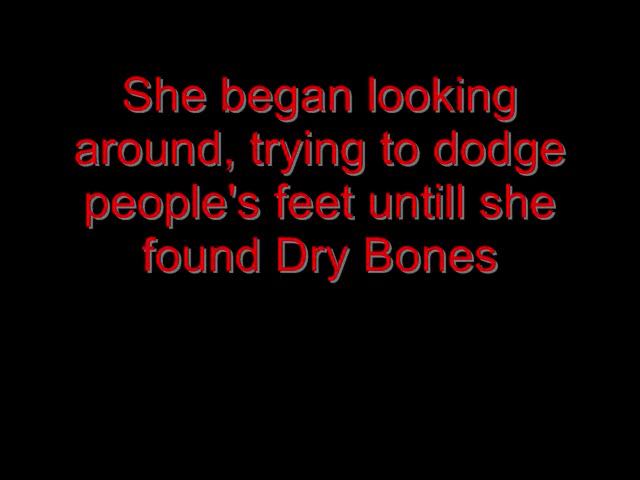 She began looking
around, trying to dodge
people's feet untill she
found Dry Bones